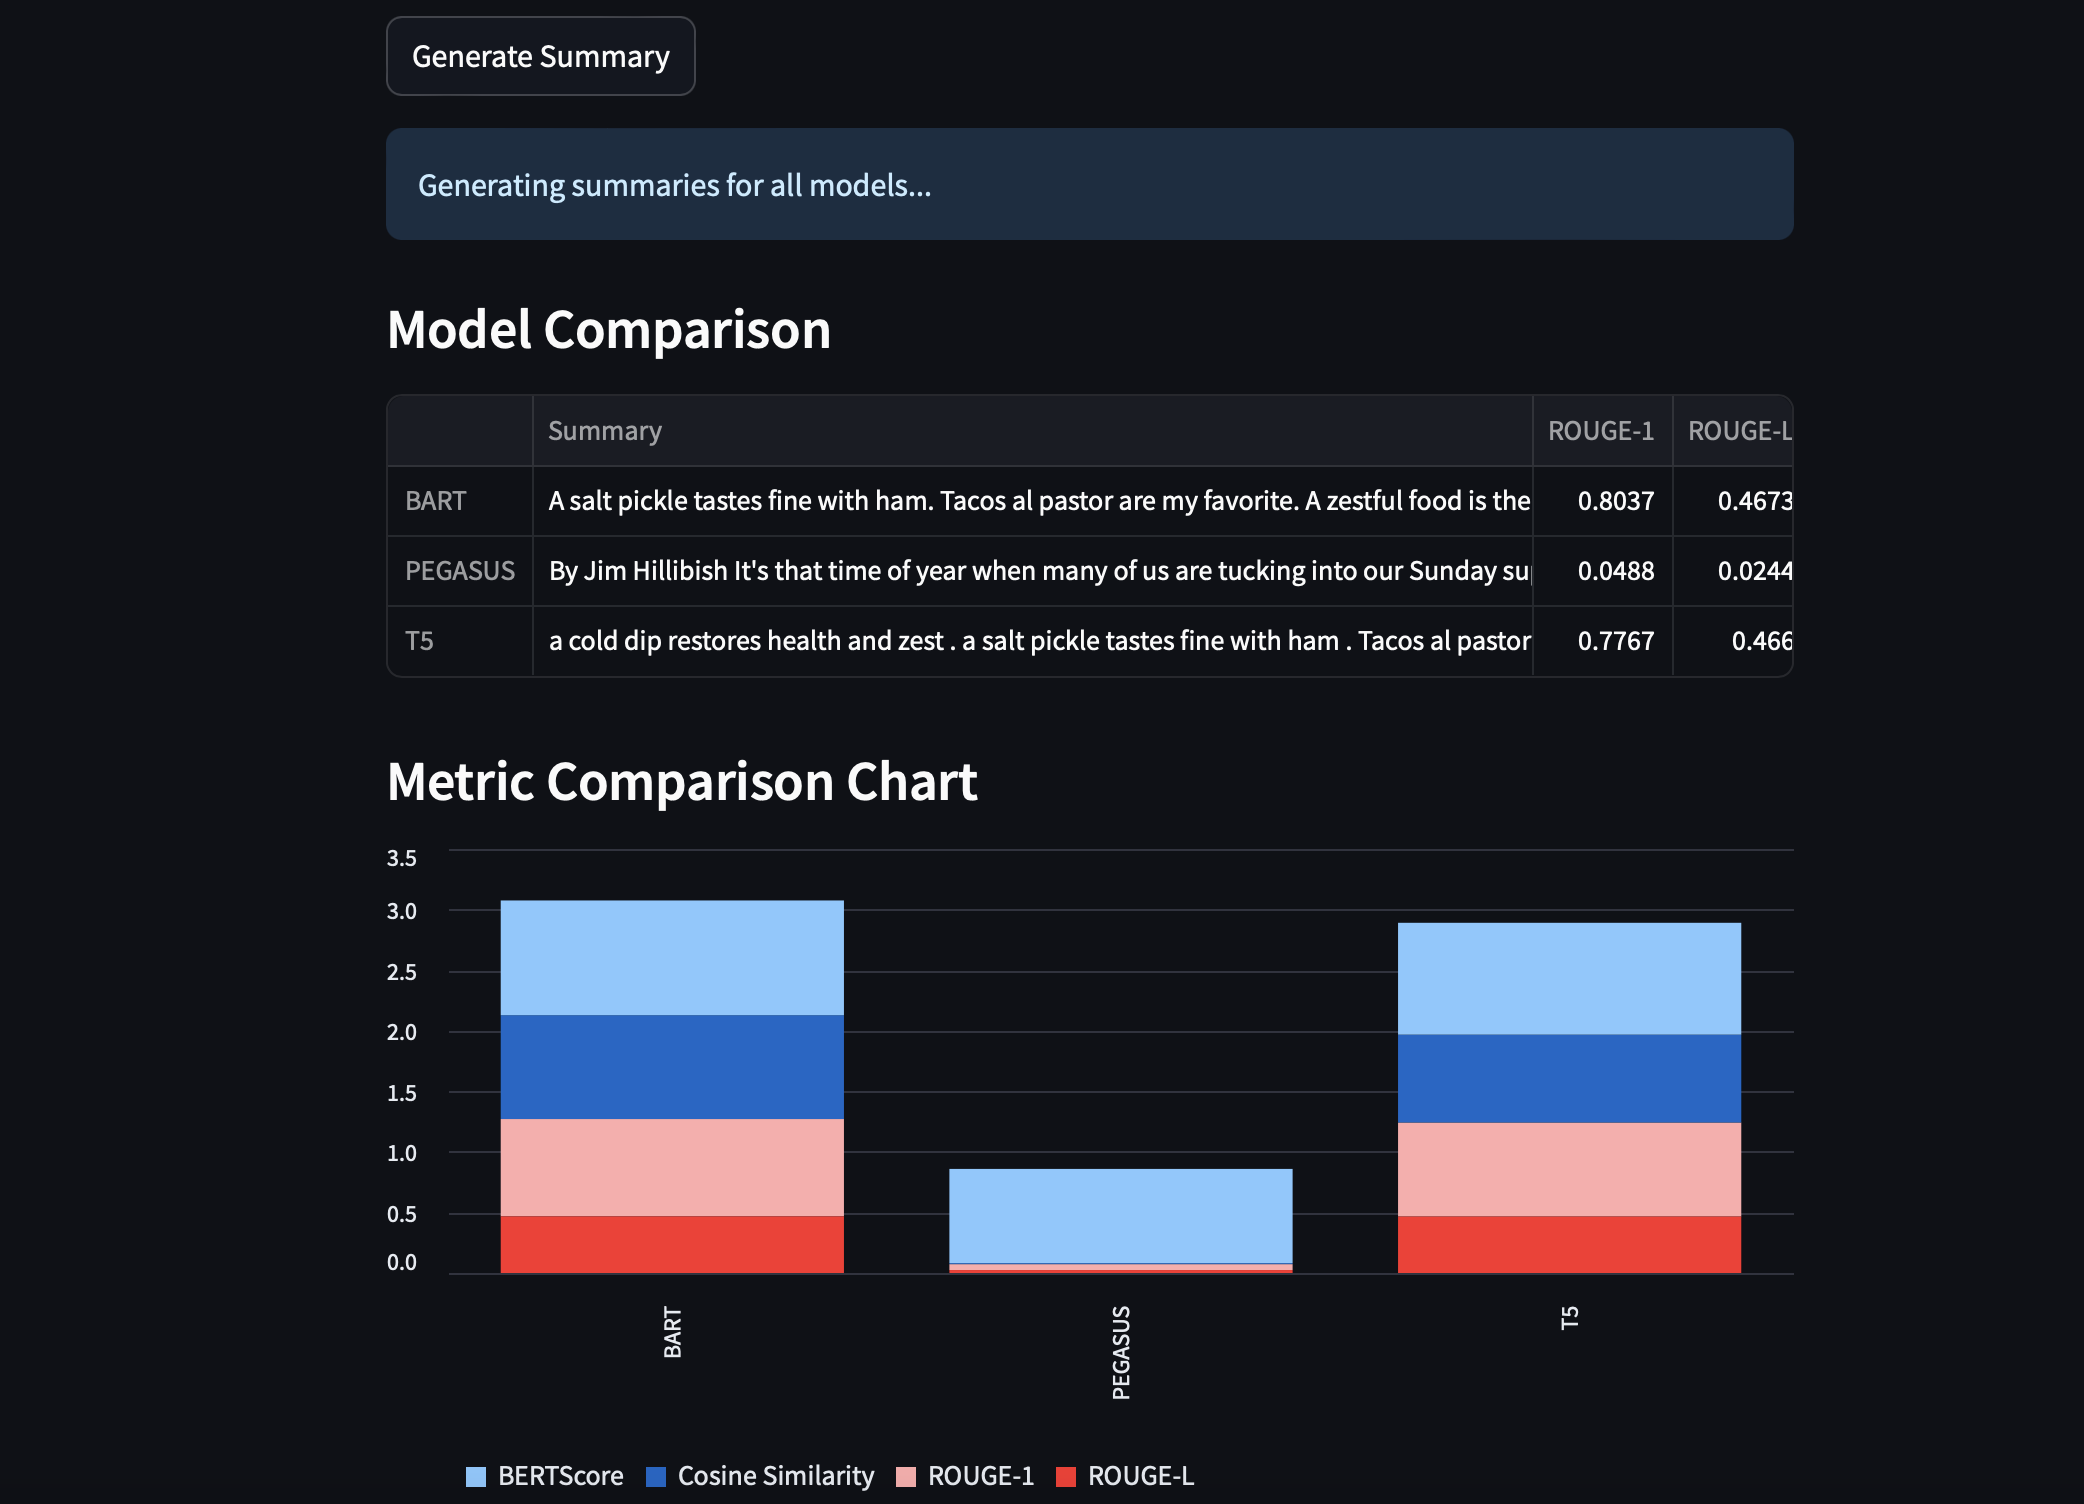 Generate Summary
Generating summaries for all models...
Model Comparison
Summary ROUGE-1 ROUGE-L
BART A salt pickle tastes fine with ham. Tacos al pastor are my favorite. A zestful food is the 0.8037 0.4673
PEGASUS By Jim Hillibish It's that time of year when many of us are tucking into our Sunday su 0.0488 0.0244
T5 a cold dip restores health and zest . a salt pickle tastes fine with ham . Tacos al pastor 0.7767 0.466
Metric Comparison Chart
3.5
3.0
2.5
2.0
1.5
1.0
0.5
0.0
BART PEGASUS T5
BERTScore Cosine Similarity ROUGE-1 ROUGE-L